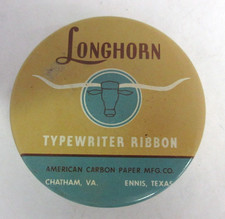 LONGHORN
TYPEWRITER RIBBON
AMERICAN CARBON PAPER MFG. CO.
CHATHAM, VA. ENNIS, TEXAS